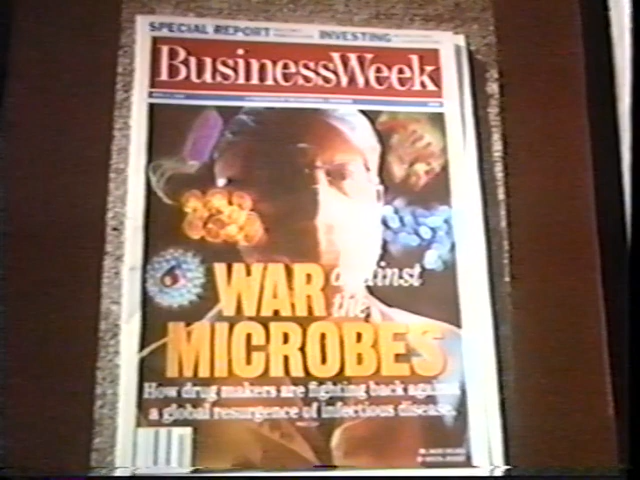 SPECIAL REPORT
INVESTING
BusinessWeek
WAR against
the
MICROBES
How drug makers are fighting back against
a global resurgence of infectious disease.